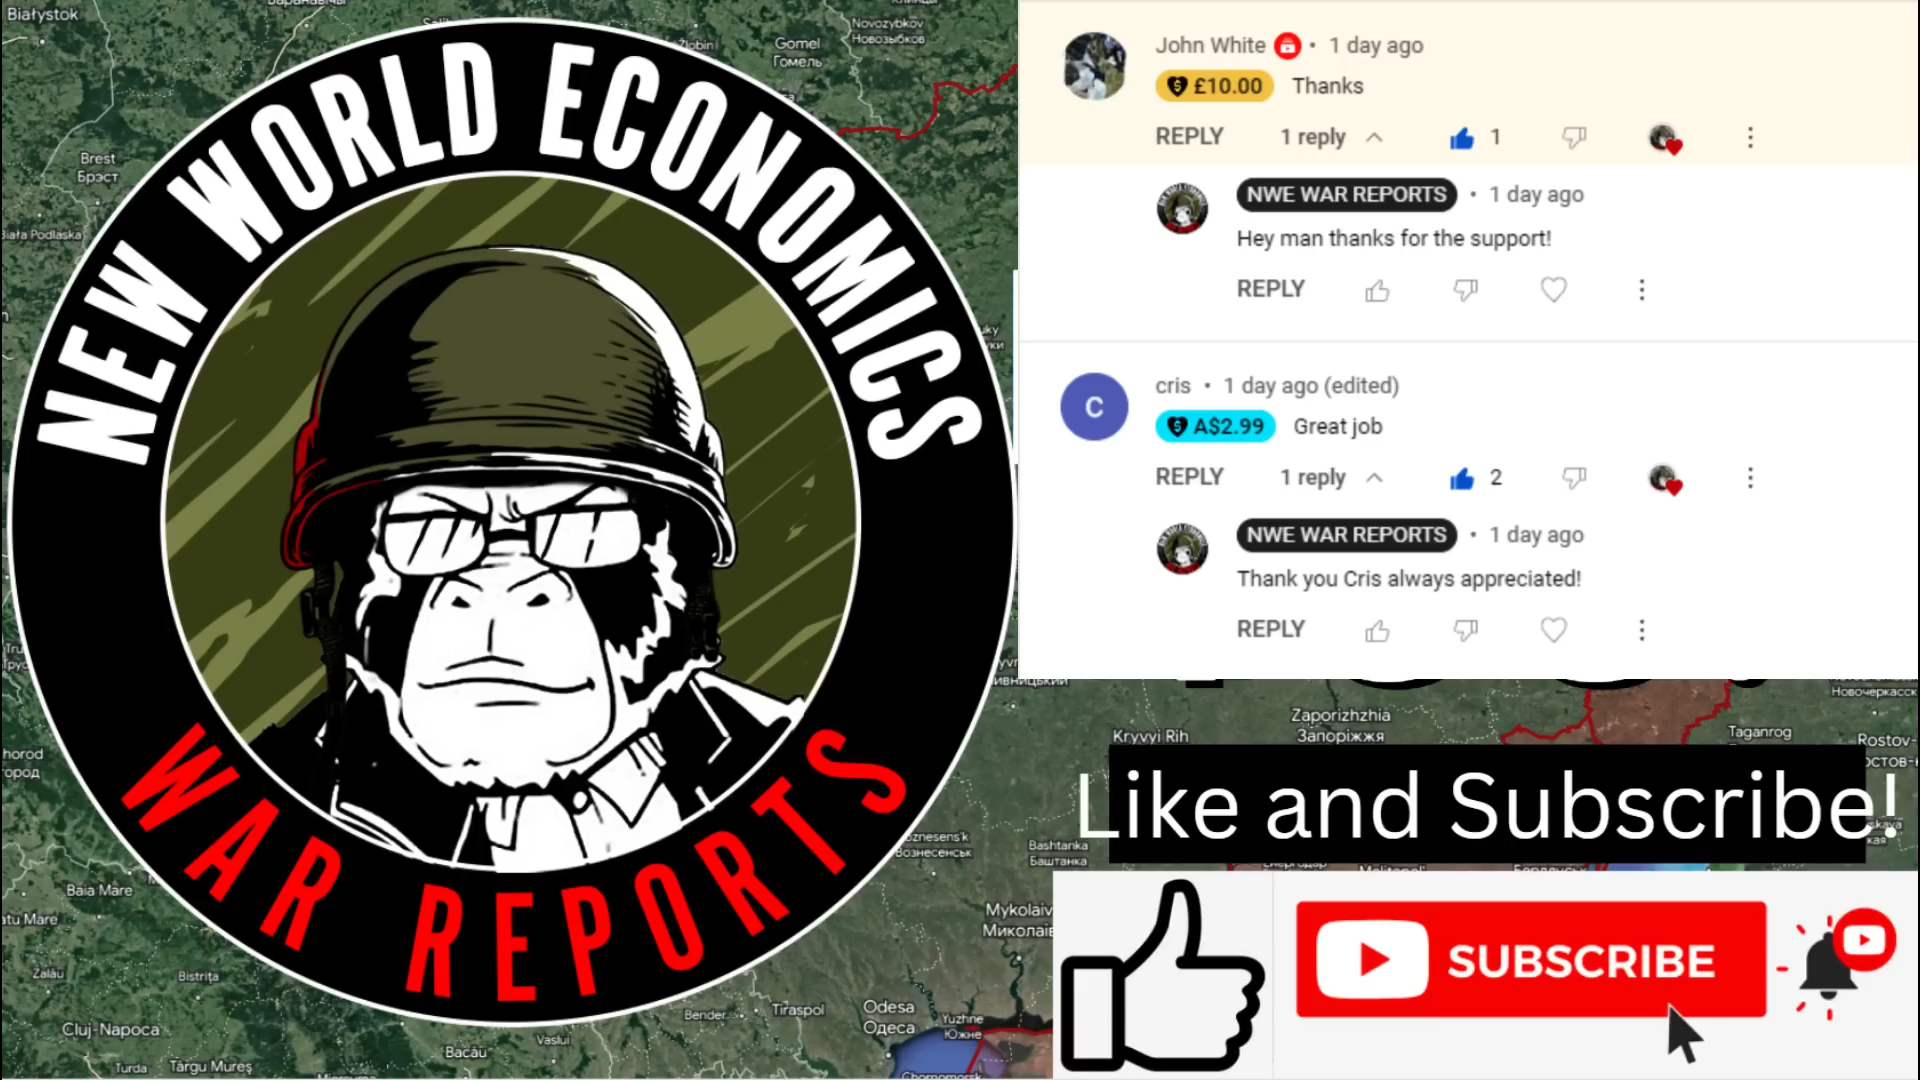 NEW WORLD ECONOMICS
WAR REPORTS
John White • 1 day ago
£10.00 Thanks
REPLY 1 reply 1
NWE WAR REPORTS • 1 day ago
Hey man thanks for the support!
REPLY
C
cris • 1 day ago (edited)
A$2.99 Great job
REPLY 1 reply 2
NWE WAR REPORTS • 1 day ago
Thank you Cris always appreciated!
REPLY
Like and Subscribe!
SUBSCRIBE
Białystok
Novozybkov
Новозыбков
Gomel
Гомель
Brest
Брэст
Biała Podlaska
Kryvyi Rih
Zaporizhzhia
Запоріжжя
Taganrog
Rostov-
Новочеркасск
Bashtanka
Баштанка
Вознесенськ
Mykolaiv
Миколаїв
Baia Mare
Zalău
Bistrița
Cluj-Napoca
Turda
Târgu Mureș
Bacău
Vaslui
Bender
Tiraspol
Odesa
Одеса
Yuzhne
Южне